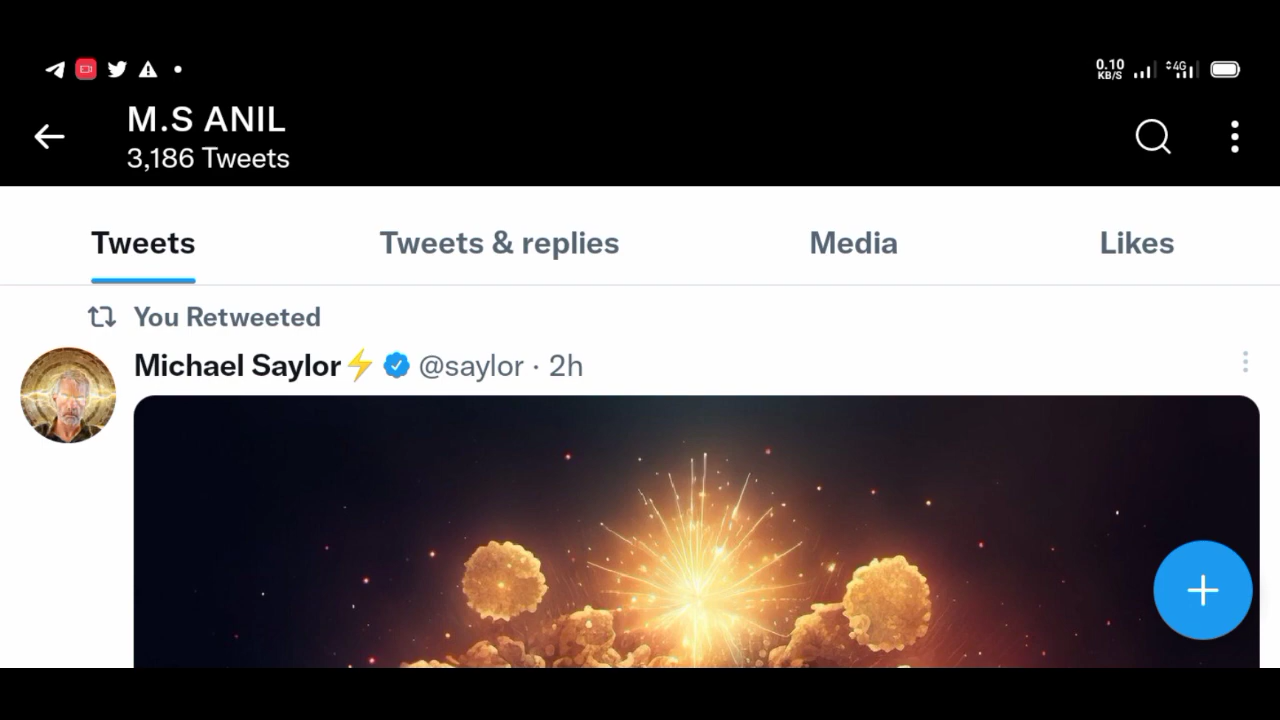 0.10
KB/S
4G
M.S ANIL
3,186 Tweets
Tweets Tweets & replies Media Likes
You Retweeted
Michael Saylor⚡ @saylor · 2h